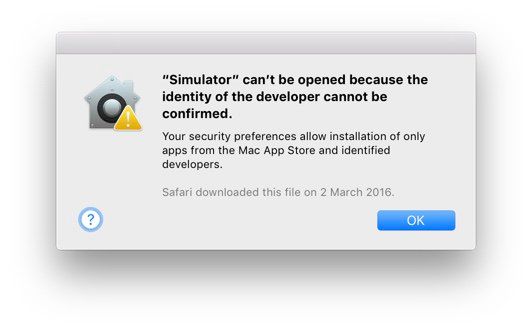 “Simulator” can’t be opened because the
identity of the developer cannot be
confirmed.
Your security preferences allow installation of only
apps from the Mac App Store and identified
developers.
Safari downloaded this file on 2 March 2016.
?
OK